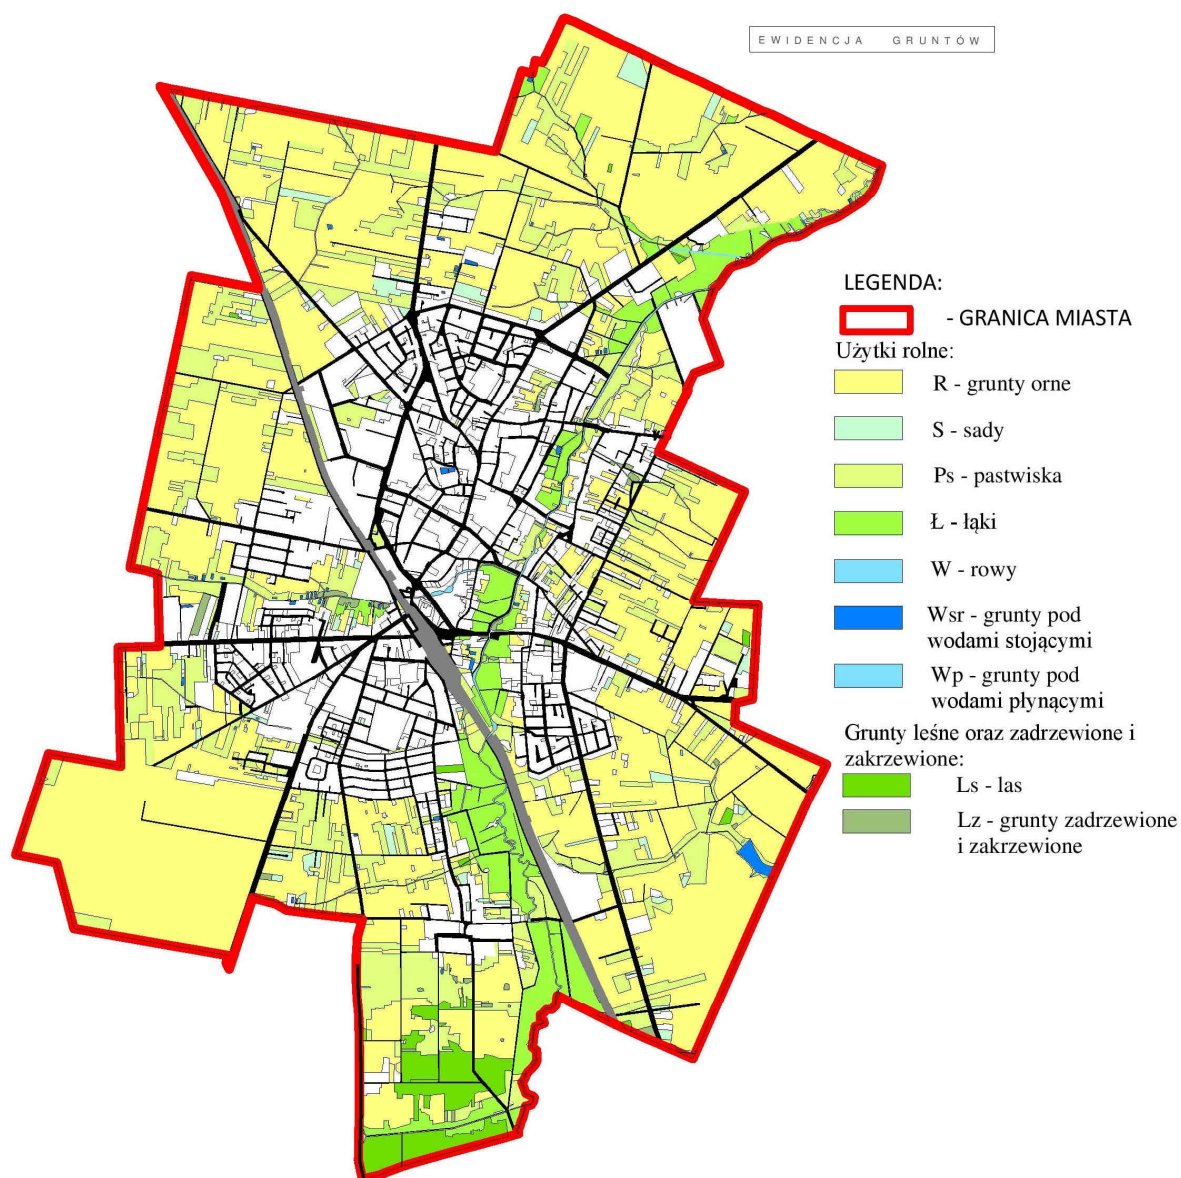 EWIDENCJA GRUNTÓW
LEGENDA:
- GRANICA MIASTA
Użytki rolne:
R - grunty orne
S - sady
Ps - pastwiska
Ł - łąki
W - rowy
Wsr - grunty pod
wodami stojącymi
Wp - grunty pod
wodami płynącymi
Grunty leśne oraz zadrzewione i
zakrzewione:
Ls - las
Lz - grunty zadrzewione
i zakrzewione